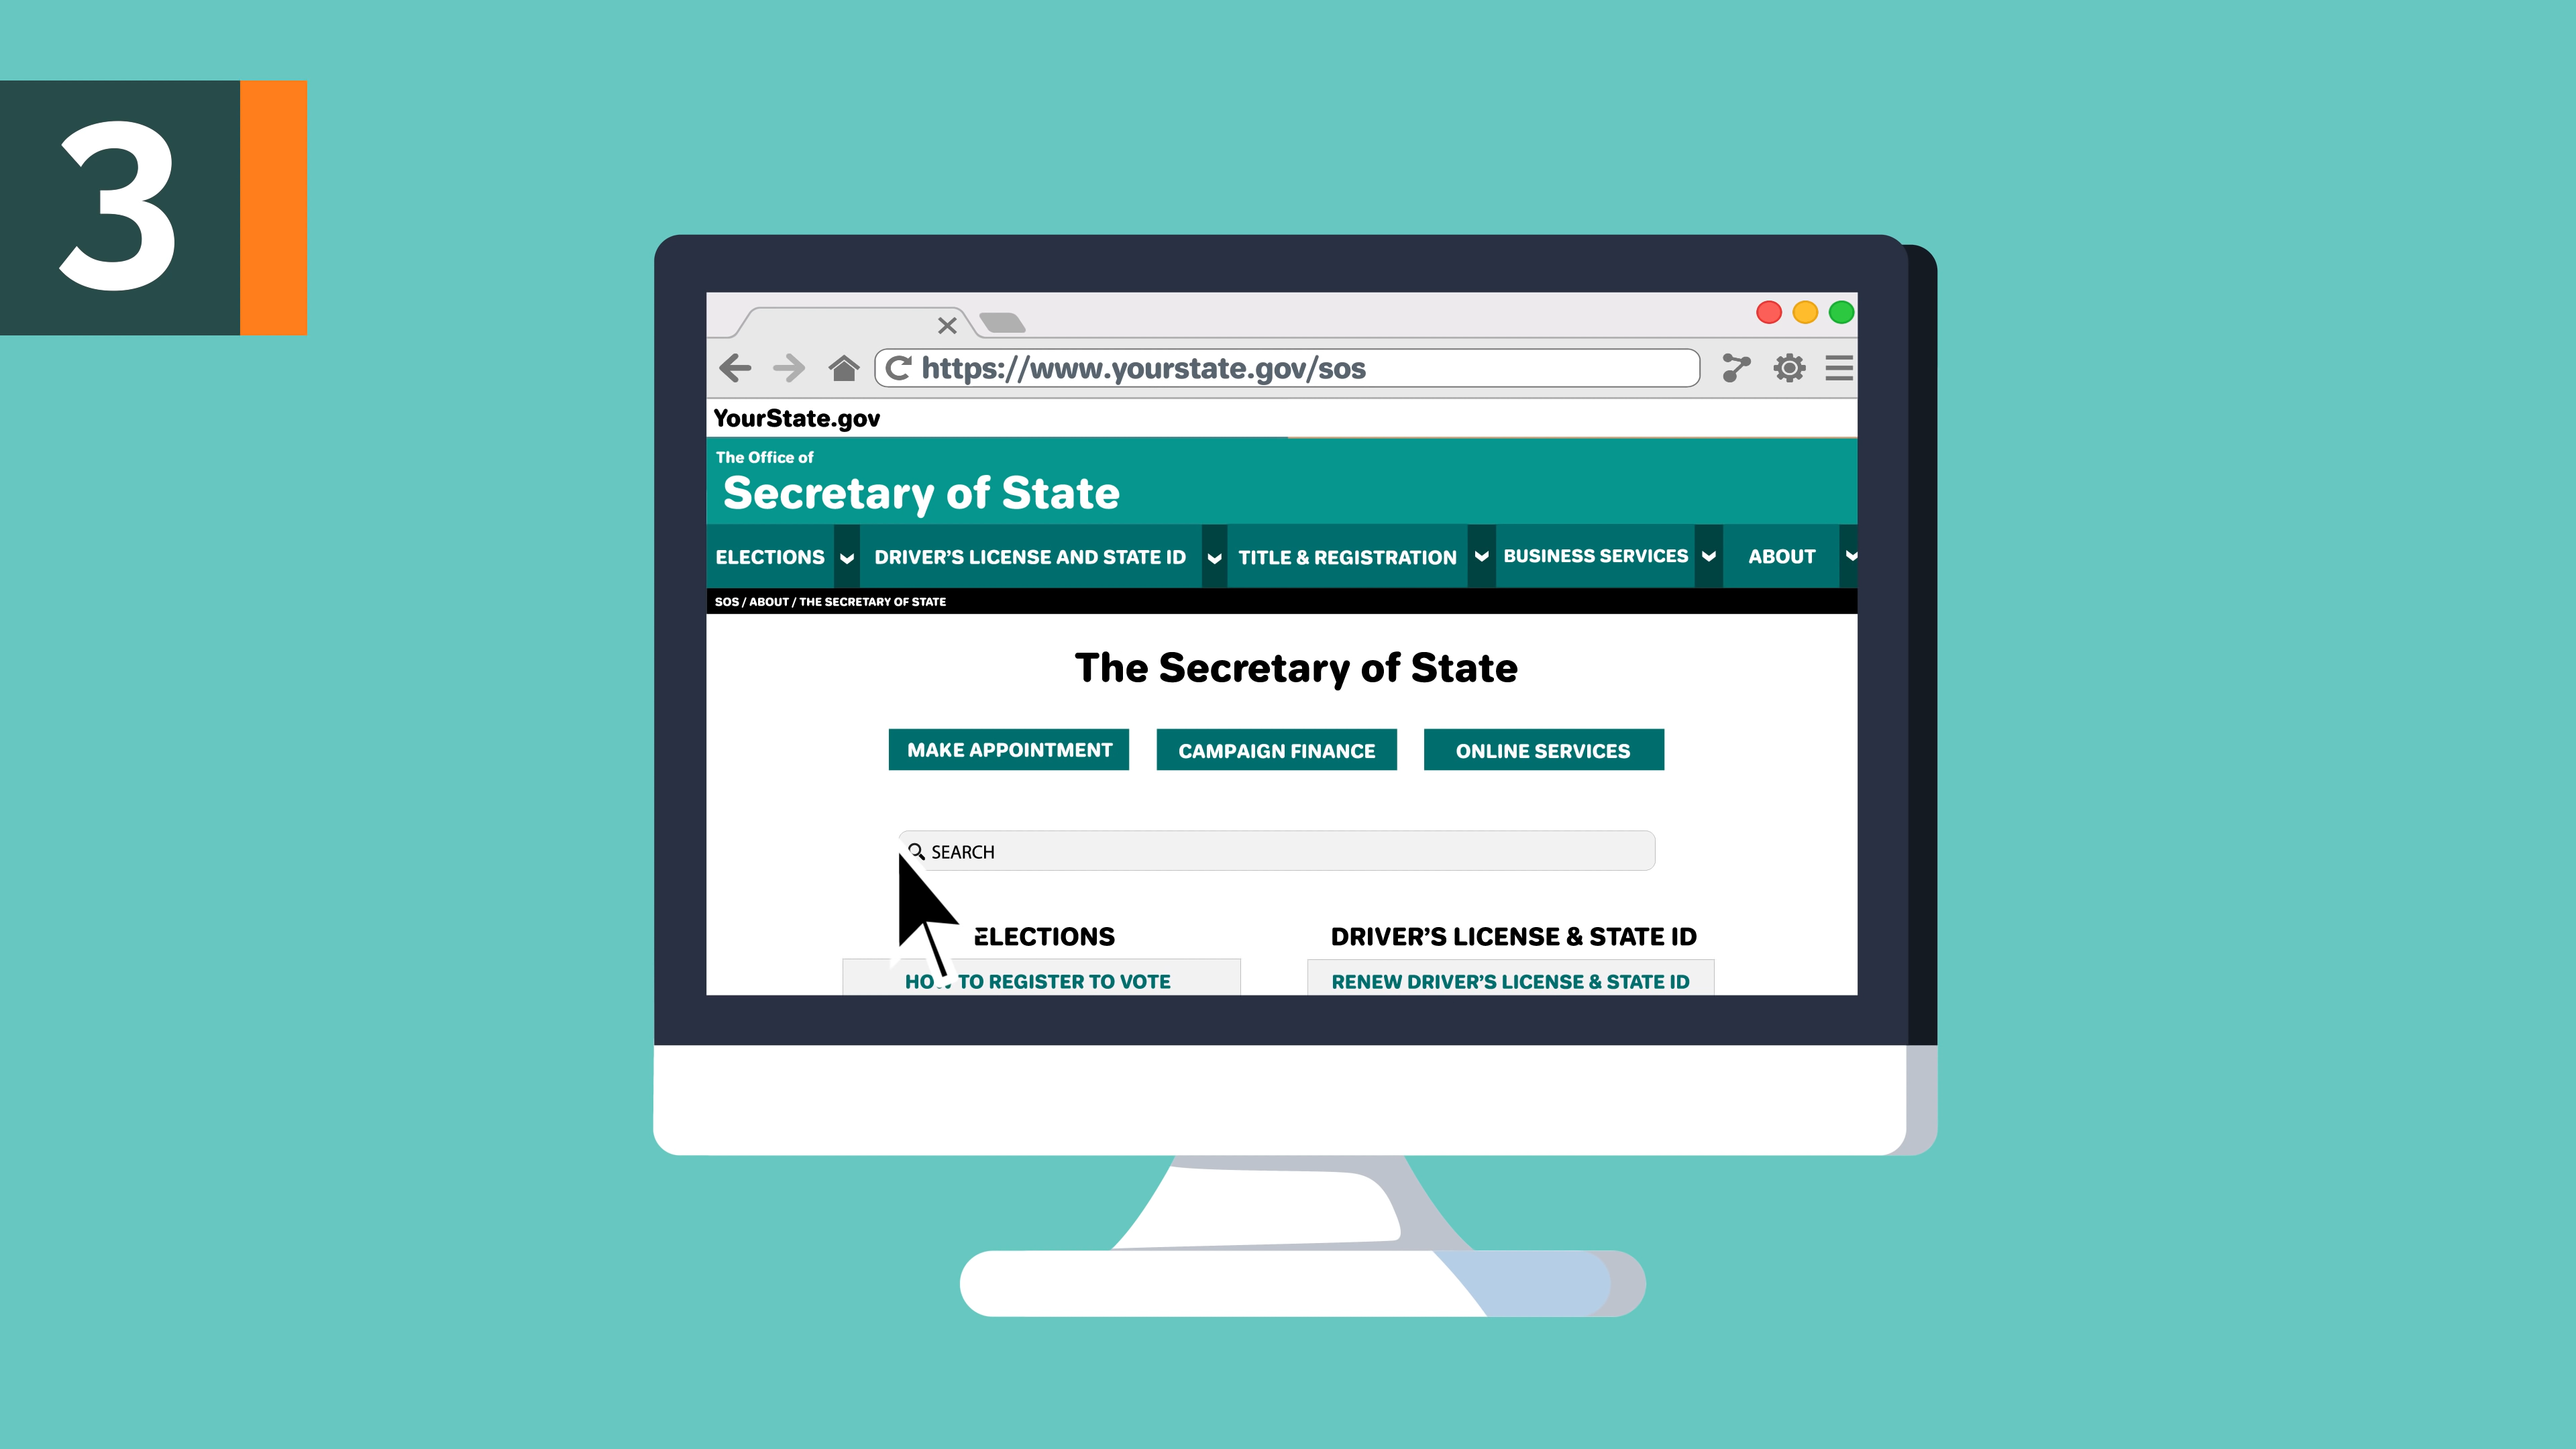 3
https://www.yourstate.gov/sos
YourState.gov
The Office of
Secretary of State
ELECTIONS DRIVER'S LICENSE AND STATE ID TITLE & REGISTRATION BUSINESS SERVICES ABOUT
SOS / ABOUT / THE SECRETARY OF STATE
The Secretary of State
MAKE APPOINTMENT CAMPAIGN FINANCE ONLINE SERVICES
SEARCH
ELECTIONS DRIVER'S LICENSE & STATE ID
HOW TO REGISTER TO VOTE RENEW DRIVER'S LICENSE & STATE ID